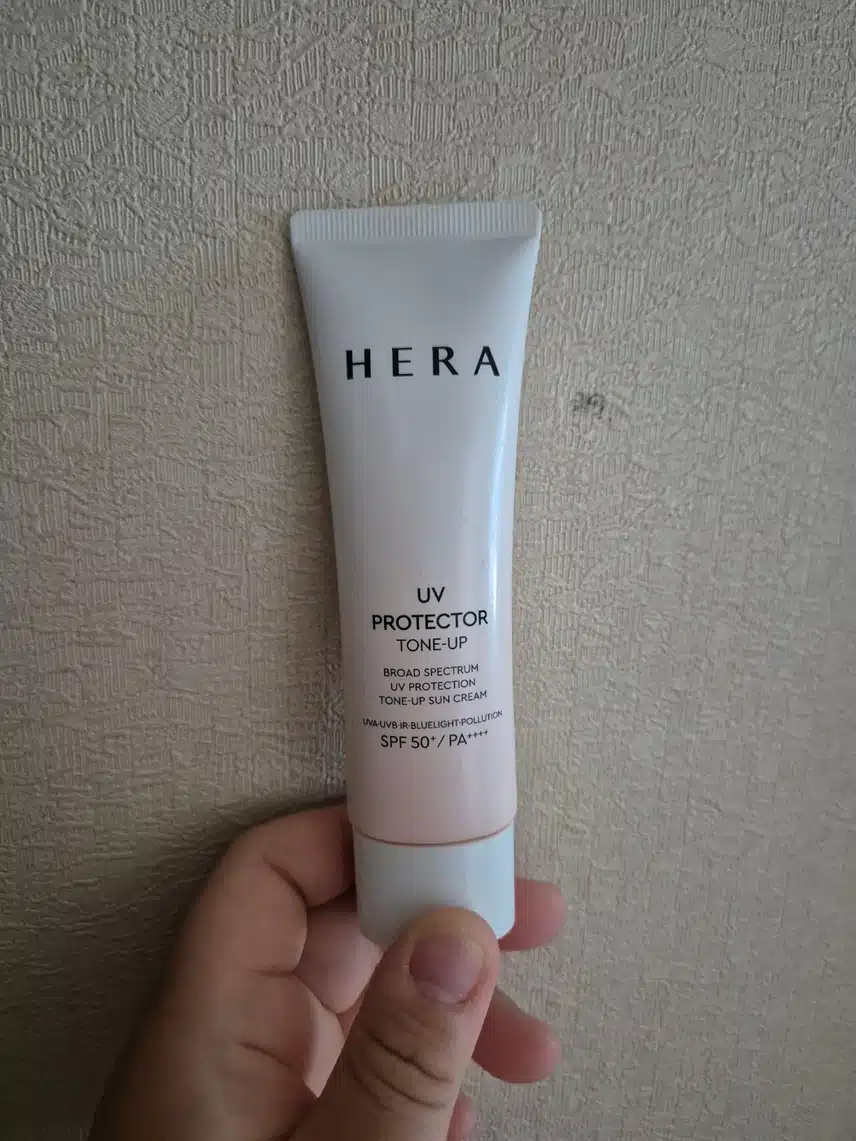 HERA
UV
PROTECTOR
TONE-UP
BROAD SPECTRUM
UV PROTECTION
TONE-UP SUN CREAM
UVA·UVB·IR·BLUELIGHT·POLLUTION
SPF 50⁺/ PA⁺⁺⁺⁺